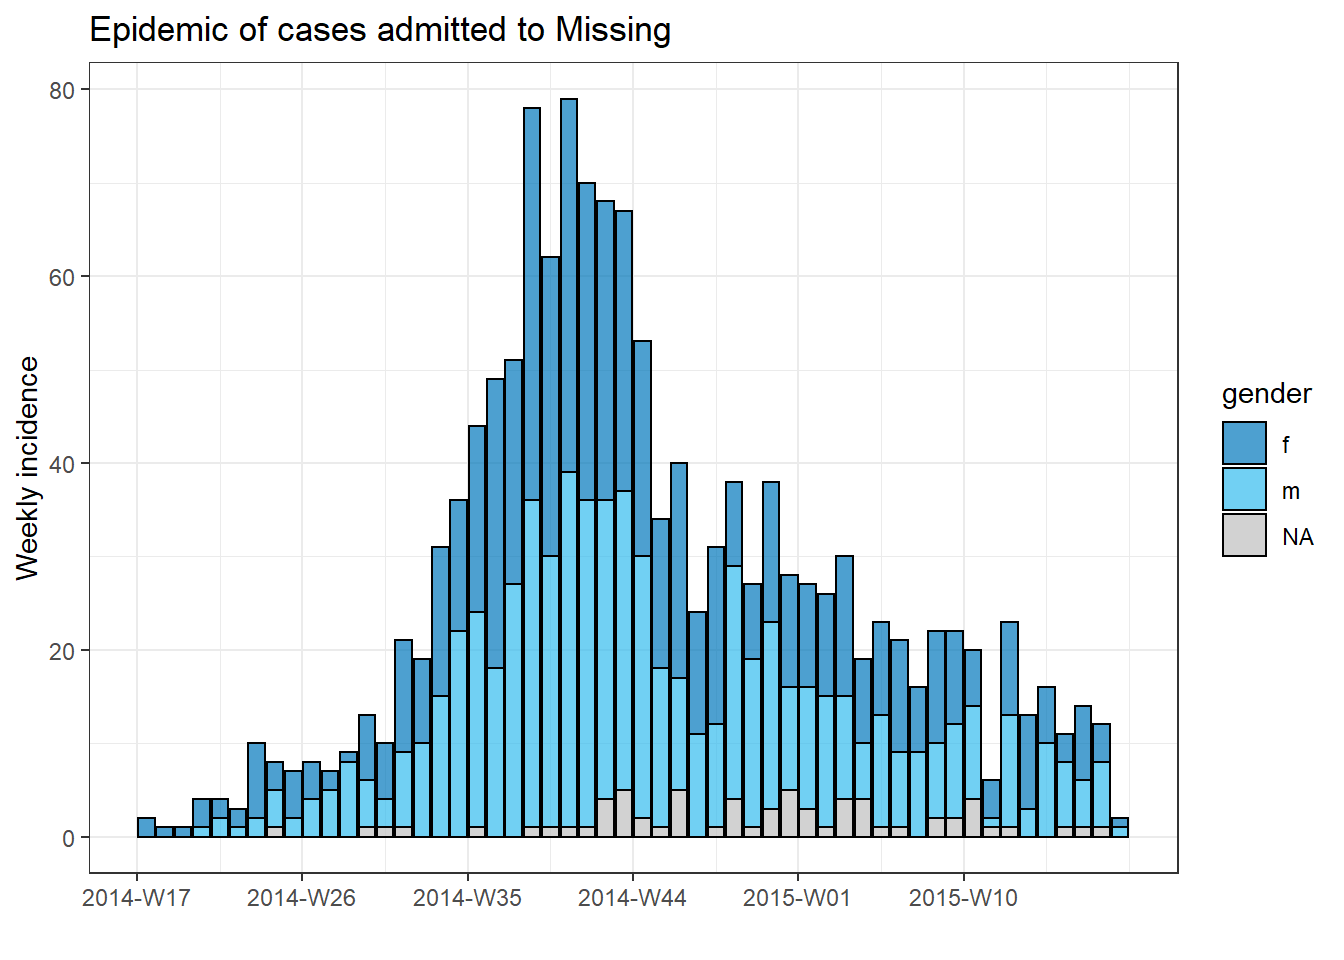 Epidemic of cases admitted to Missing
Weekly incidence
80
60
40
20
0
2014-W17
2014-W26
2014-W35
2014-W44
2015-W01
2015-W10
gender
f
m
NA